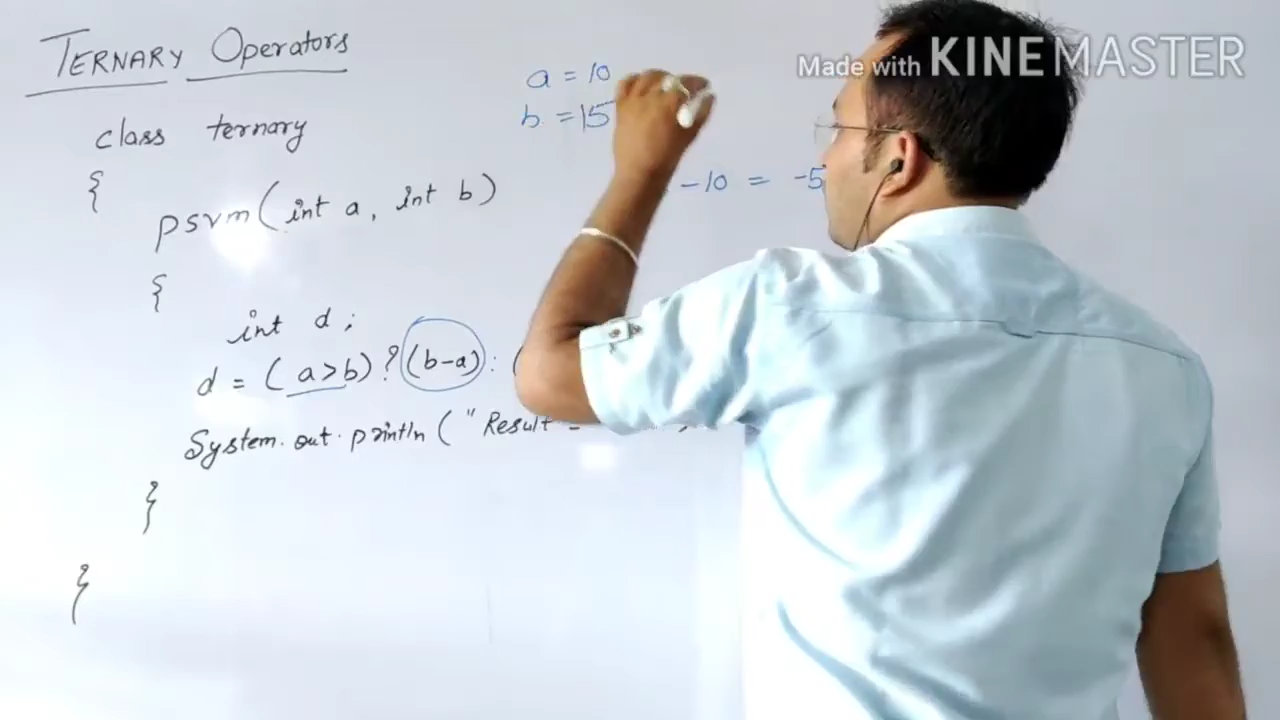 TERNARY Operators
class ternary
{
psvm(int a, int b)
{
int d;
d = (a>b)?(b-a):(
System.out.println("Result =
}
}
a = 10
b = 15
-10 = -5
Made with KINEMASTER